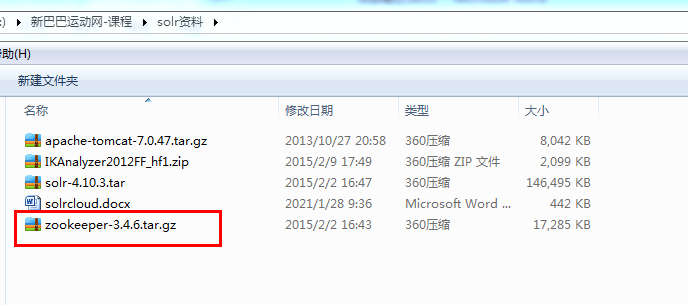 :) ▸ 新巴巴运动网-课程 ▸ solr资料 ▸
帮助(H)
新建文件夹
名称 修改日期 类型 大小
apache-tomcat-7.0.47.tar.gz 2013/10/27 20:58 360压缩 8,042 KB
IKAnalyzer2012FF_hf1.zip 2015/2/9 17:49 360压缩 ZIP 文件 2,099 KB
solr-4.10.3.tar 2015/2/2 16:47 360压缩 146,495 KB
solrcloud.docx 2021/1/28 9:36 Microsoft Word ... 442 KB
zookeeper-3.4.6.tar.gz 2015/2/2 16:43 360压缩 17,285 KB